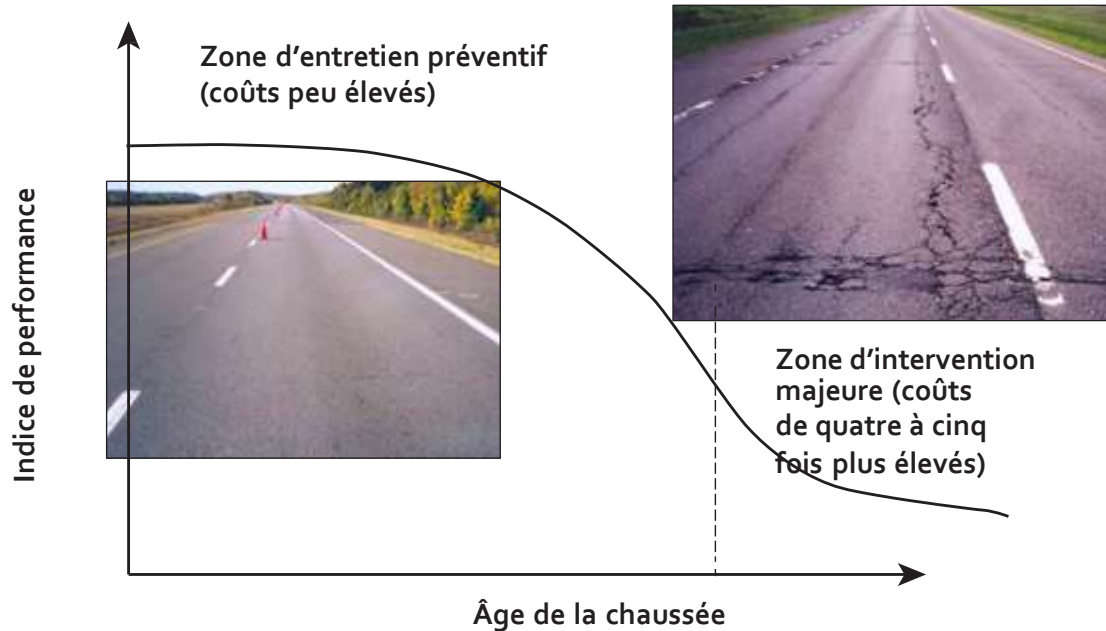 Zone d'entretien préventif
(coûts peu élevés)
Indice de performance
Zone d'intervention
majeure (coûts
de quatre à cinq
fois plus élevés)
Âge de la chaussée